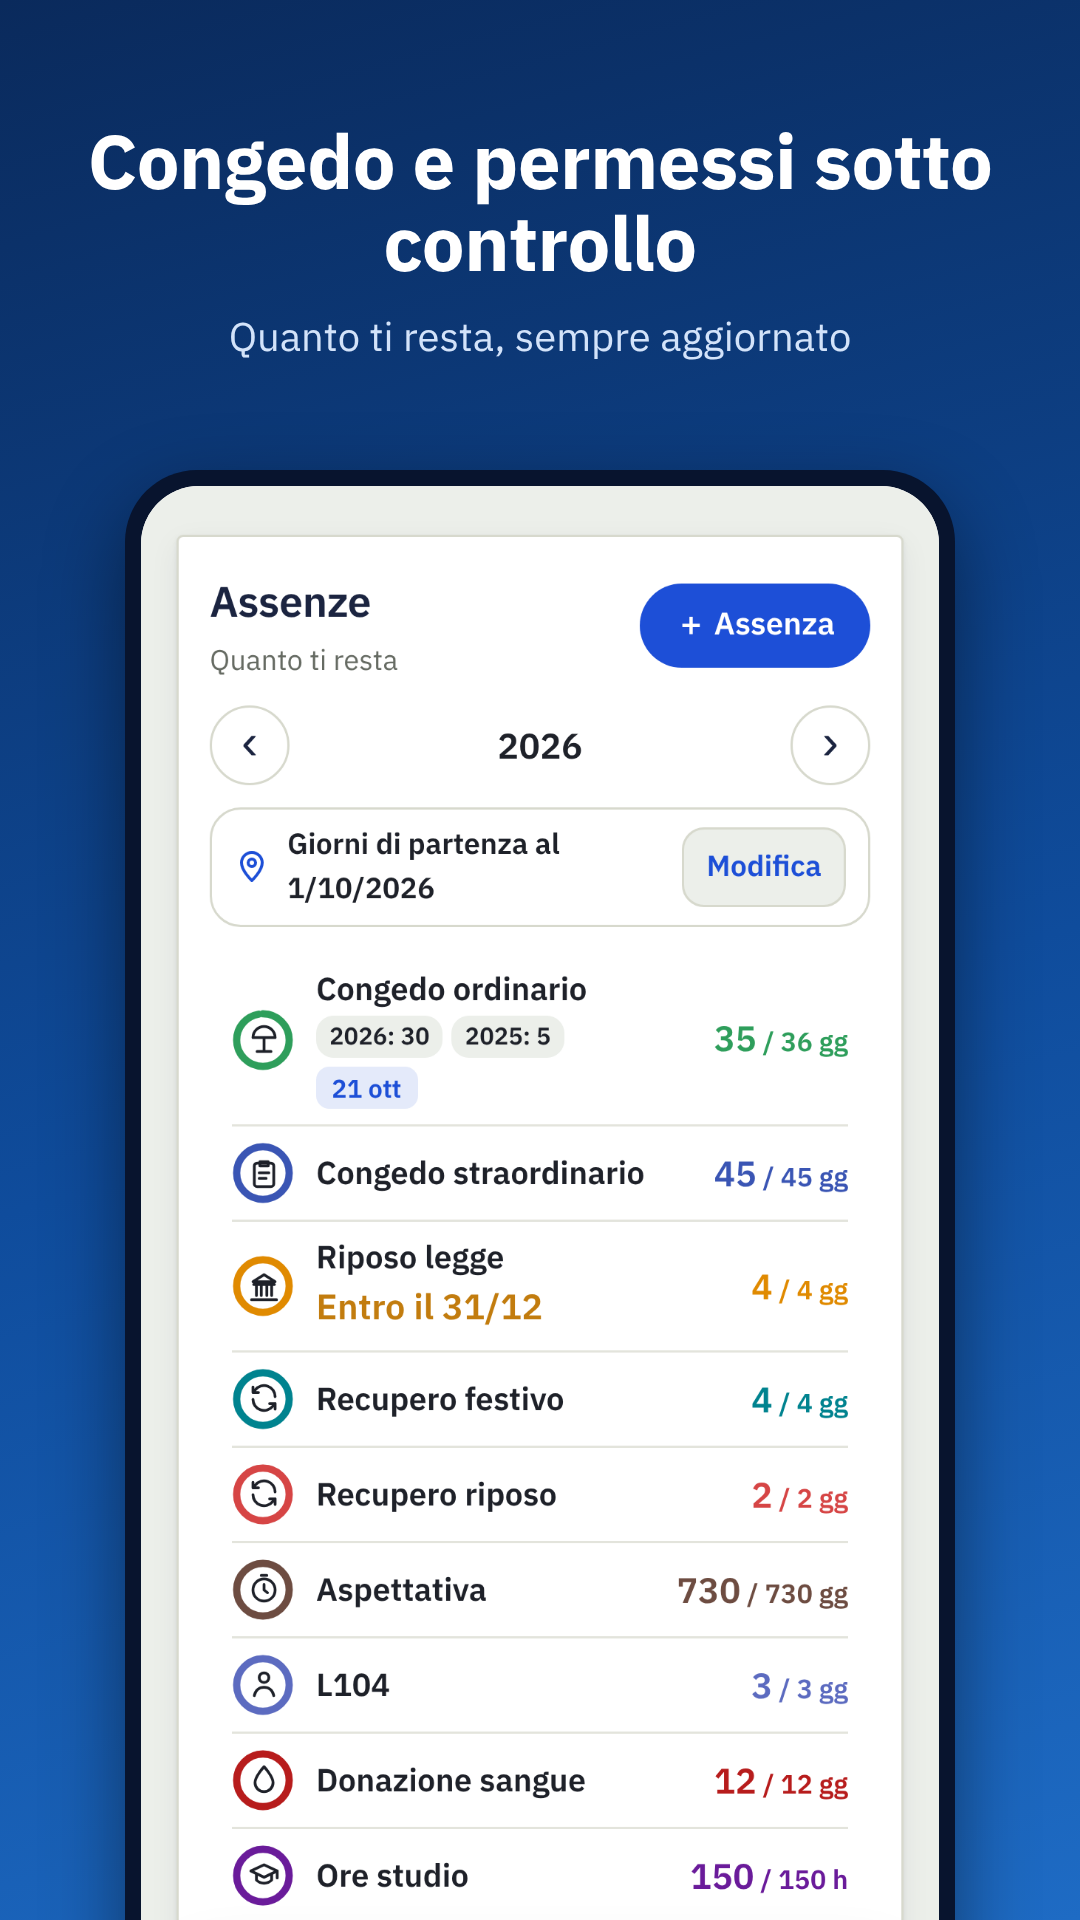 Congedo e permessi sotto
controllo
Quanto ti resta, sempre aggiornato
Assenze
+ Assenza
Quanto ti resta
‹ 2026 ›
Giorni di partenza al
1/10/2026
Modifica
Congedo ordinario
2026: 30 2025: 5
35 / 36 gg
21 ott
Congedo straordinario 45 / 45 gg
Riposo legge
Entro il 31/12
4 / 4 gg
Recupero festivo 4 / 4 gg
Recupero riposo 2 / 2 gg
Aspettativa 730 / 730 gg
L104 3 / 3 gg
Donazione sangue 12 / 12 gg
Ore studio 150 / 150 h